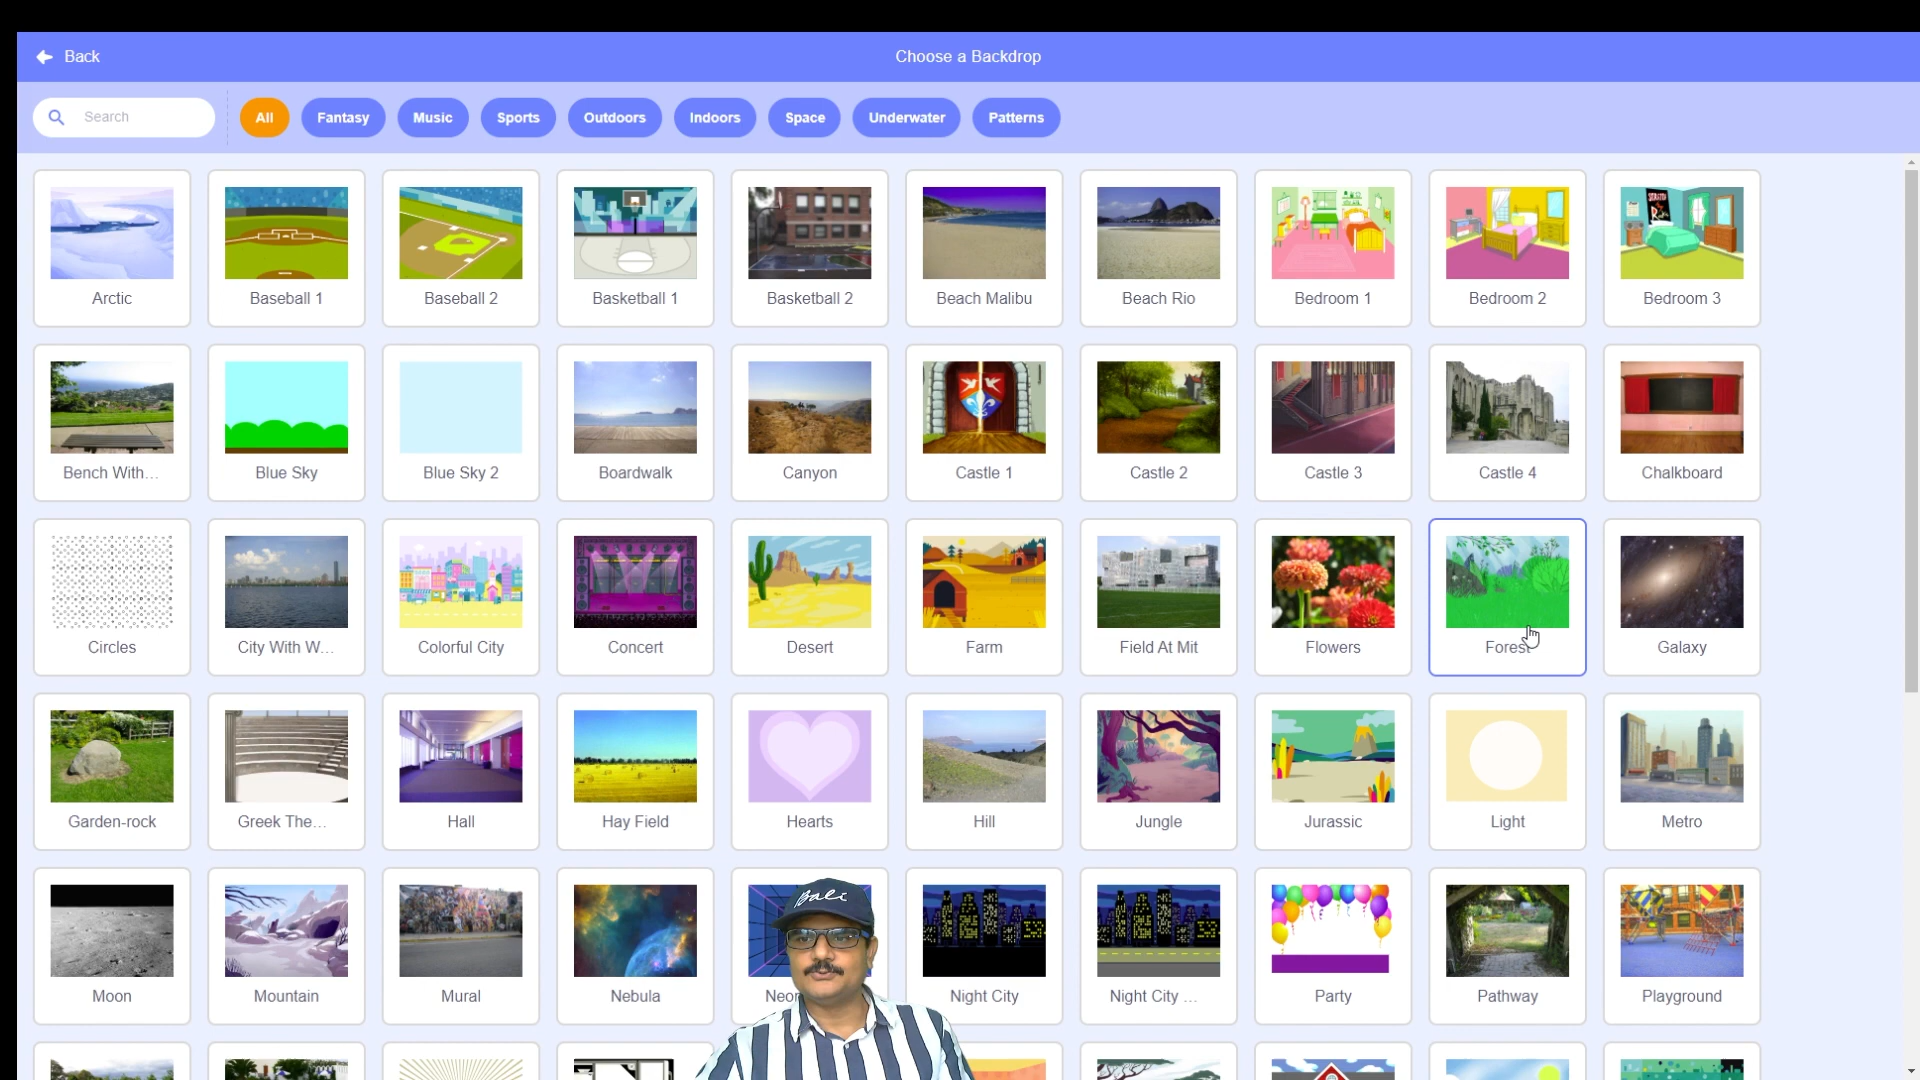 Back
Choose a Backdrop
Search
All
Fantasy
Music
Sports
Outdoors
Indoors
Space
Underwater
Patterns
Arctic
Baseball 1
Baseball 2
Basketball 1
Basketball 2
Beach Malibu
Beach Rio
Bedroom 1
Bedroom 2
Bedroom 3
Bench With...
Blue Sky
Blue Sky 2
Boardwalk
Canyon
Castle 1
Castle 2
Castle 3
Castle 4
Chalkboard
Circles
City With W...
Colorful City
Concert
Desert
Farm
Field At Mit
Flowers
Forest
Galaxy
Garden-rock
Greek The...
Hall
Hay Field
Hearts
Hill
Jungle
Jurassic
Light
Metro
Moon
Mountain
Mural
Nebula
Bali
Night City
Night City ...
Party
Pathway
Playground